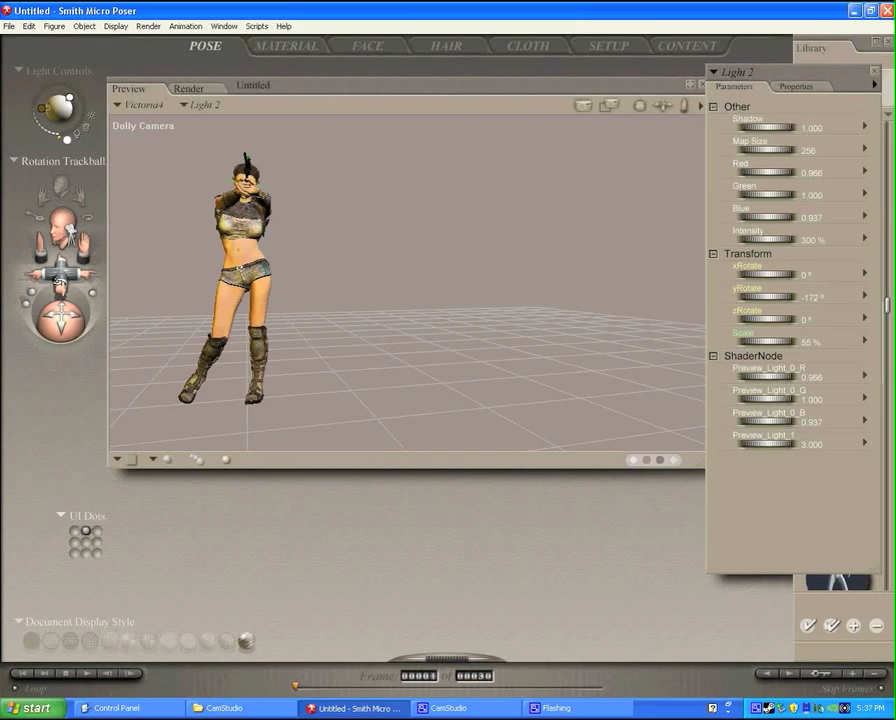 Untitled - Smith Micro Poser
File Edit Figure Object Display Render Animation Window Scripts Help
POSE MATERIAL FACE HAIR CLOTH SETUP CONTENT
Library
Light Controls
Light 2
Preview Render Untitled
Parameters Properties
Victoria4 Light 2
Other
Dolly Camera
Shadow
1.000
Map Size
256
Rotation Trackball
Red
0.966
Green
1.000
Blue
0.937
Intensity
300 %
Transform
xRotate
0 º
yRotate
-172 º
zRotate
0 º
Scale
55 %
ShaderNode
Preview_Light_0_R
0.966
Preview_Light_0_G
1.000
Preview_Light_0_B
0.937
Preview_Light_1
3.000
UI Dots
Document Display Style
Frame: 00001 of 00030
Loop
Skip Frames
start Control Panel CamStudio Untitled - Smith Micro ... CamStudio Flashing 5:37 PM